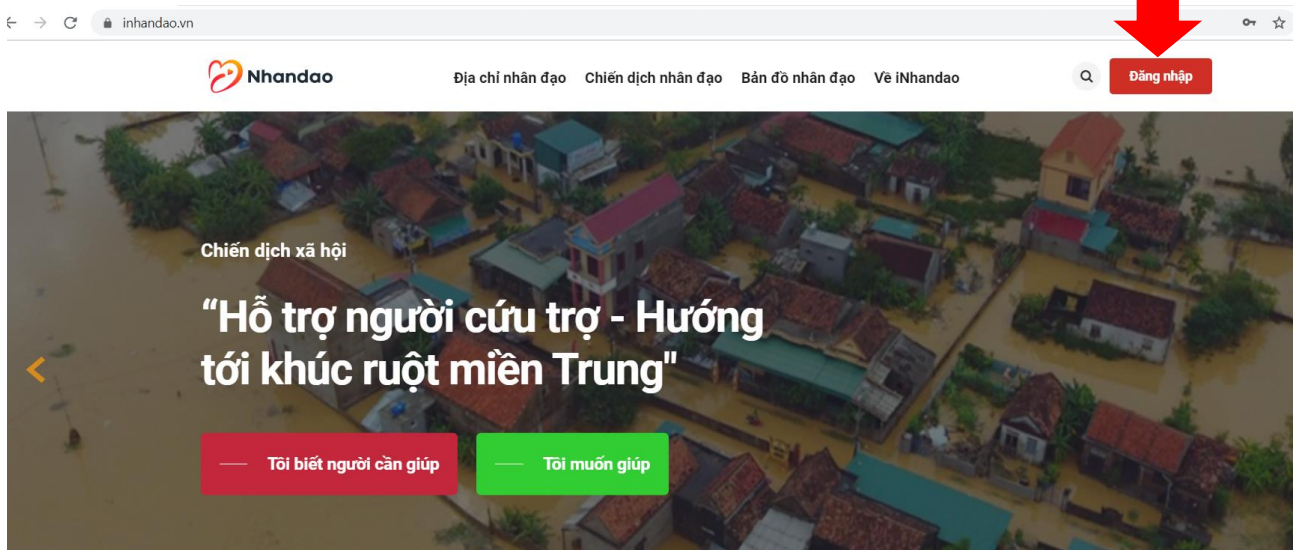 inhandao.vn
Nhandao
Địa chỉ nhân đạo Chiến dịch nhân đạo Bản đồ nhân đạo Về iNhandao
Đăng nhập
Chiến dịch xã hội
“Hỗ trợ người cứu trợ - Hướng
tới khúc ruột miền Trung"
Tôi biết người cần giúp
Tôi muốn giúp